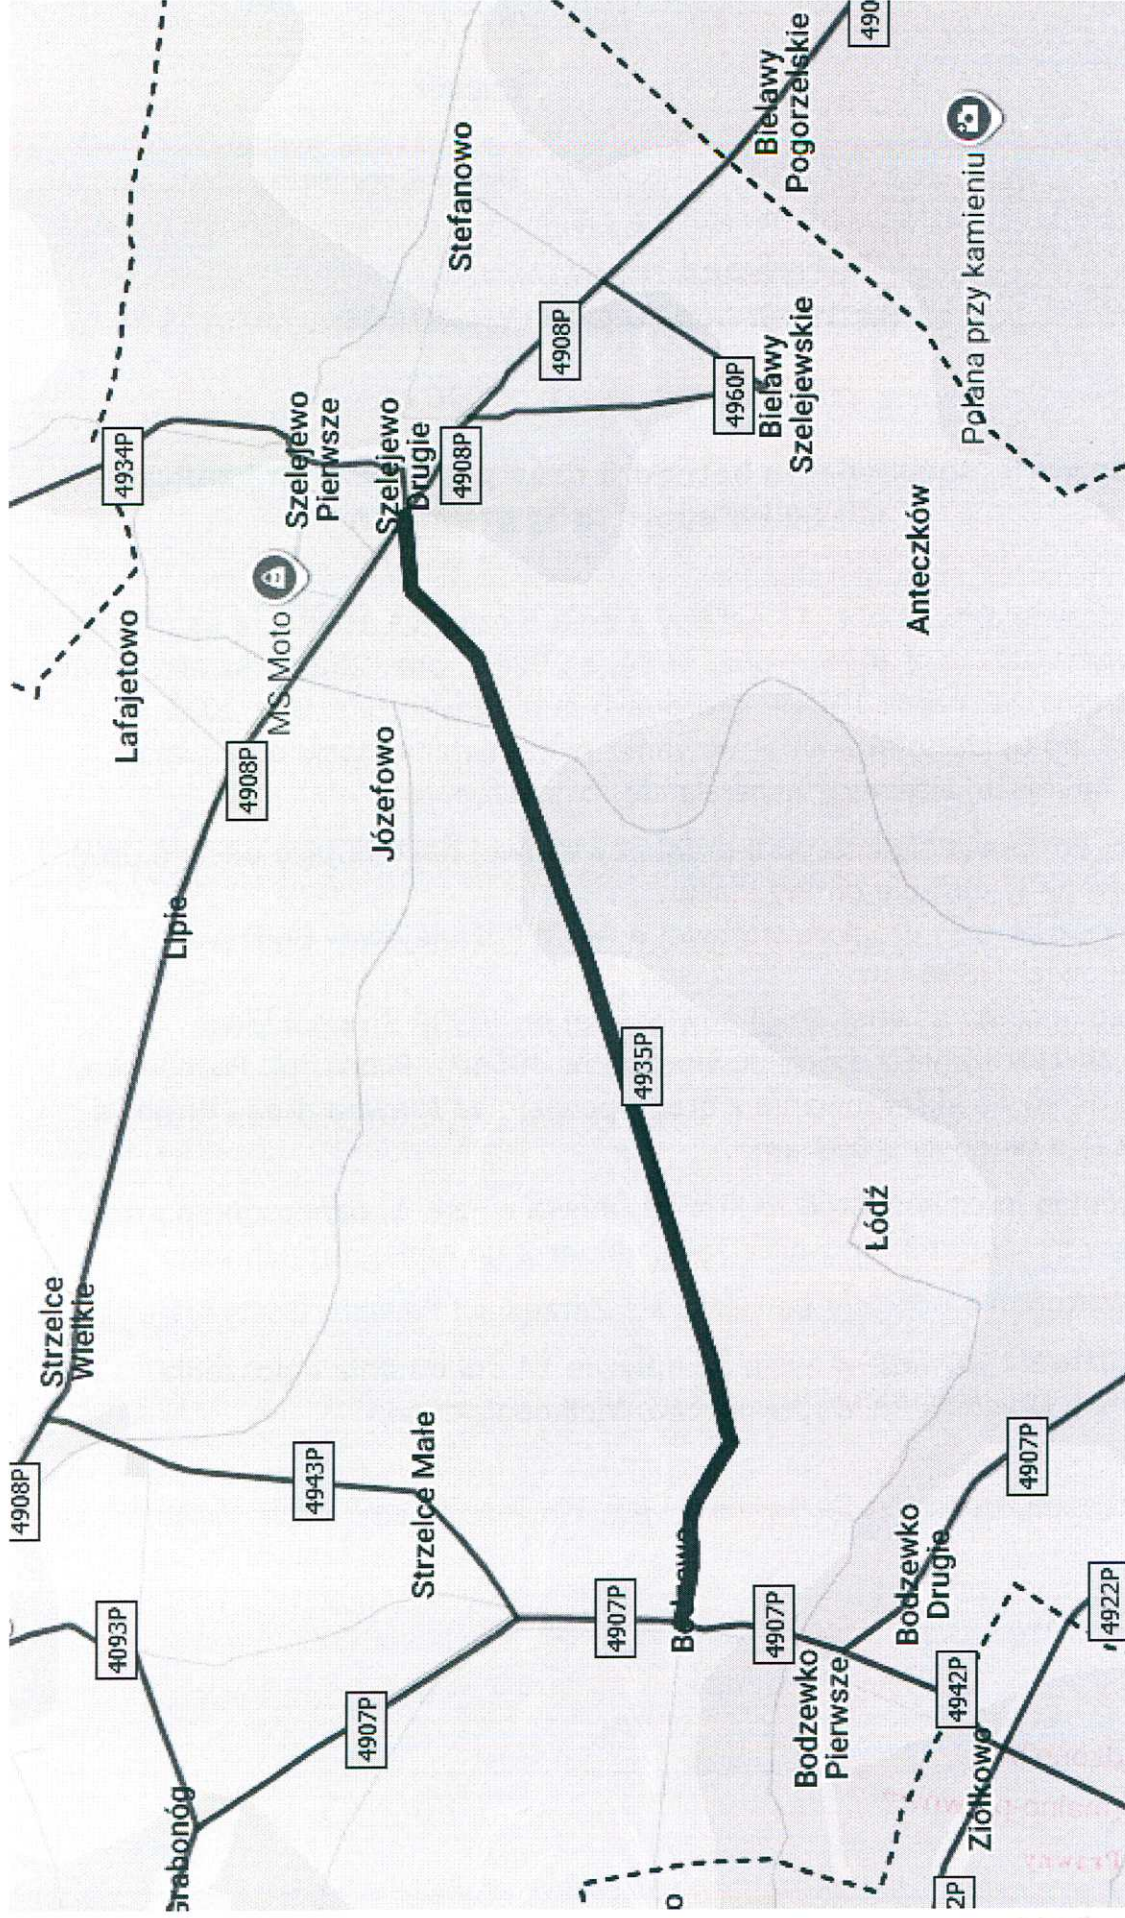 4908P
Strzelce
Wielkie
4093P
4934P
Lafajetowo
Lipie
Grabonóg
4908P
MS Moto
Szelejewo
Pierwsze
4943P
4907P
Józefowo
Szelejewo
Drugie
Strzelce Małe
4908P
Stefanowo
4908P
4907P
4935P
4960P
4907P
Bielawy
Pogorzelskie
Bielawy
Szelejewskie
Bodzewko
Pierwsze
490
Łódź
Bodzewko
Drugie
Anteczków
2P
4942P
Polana przy kamieniu
Ziółkowo
4907P
4922P